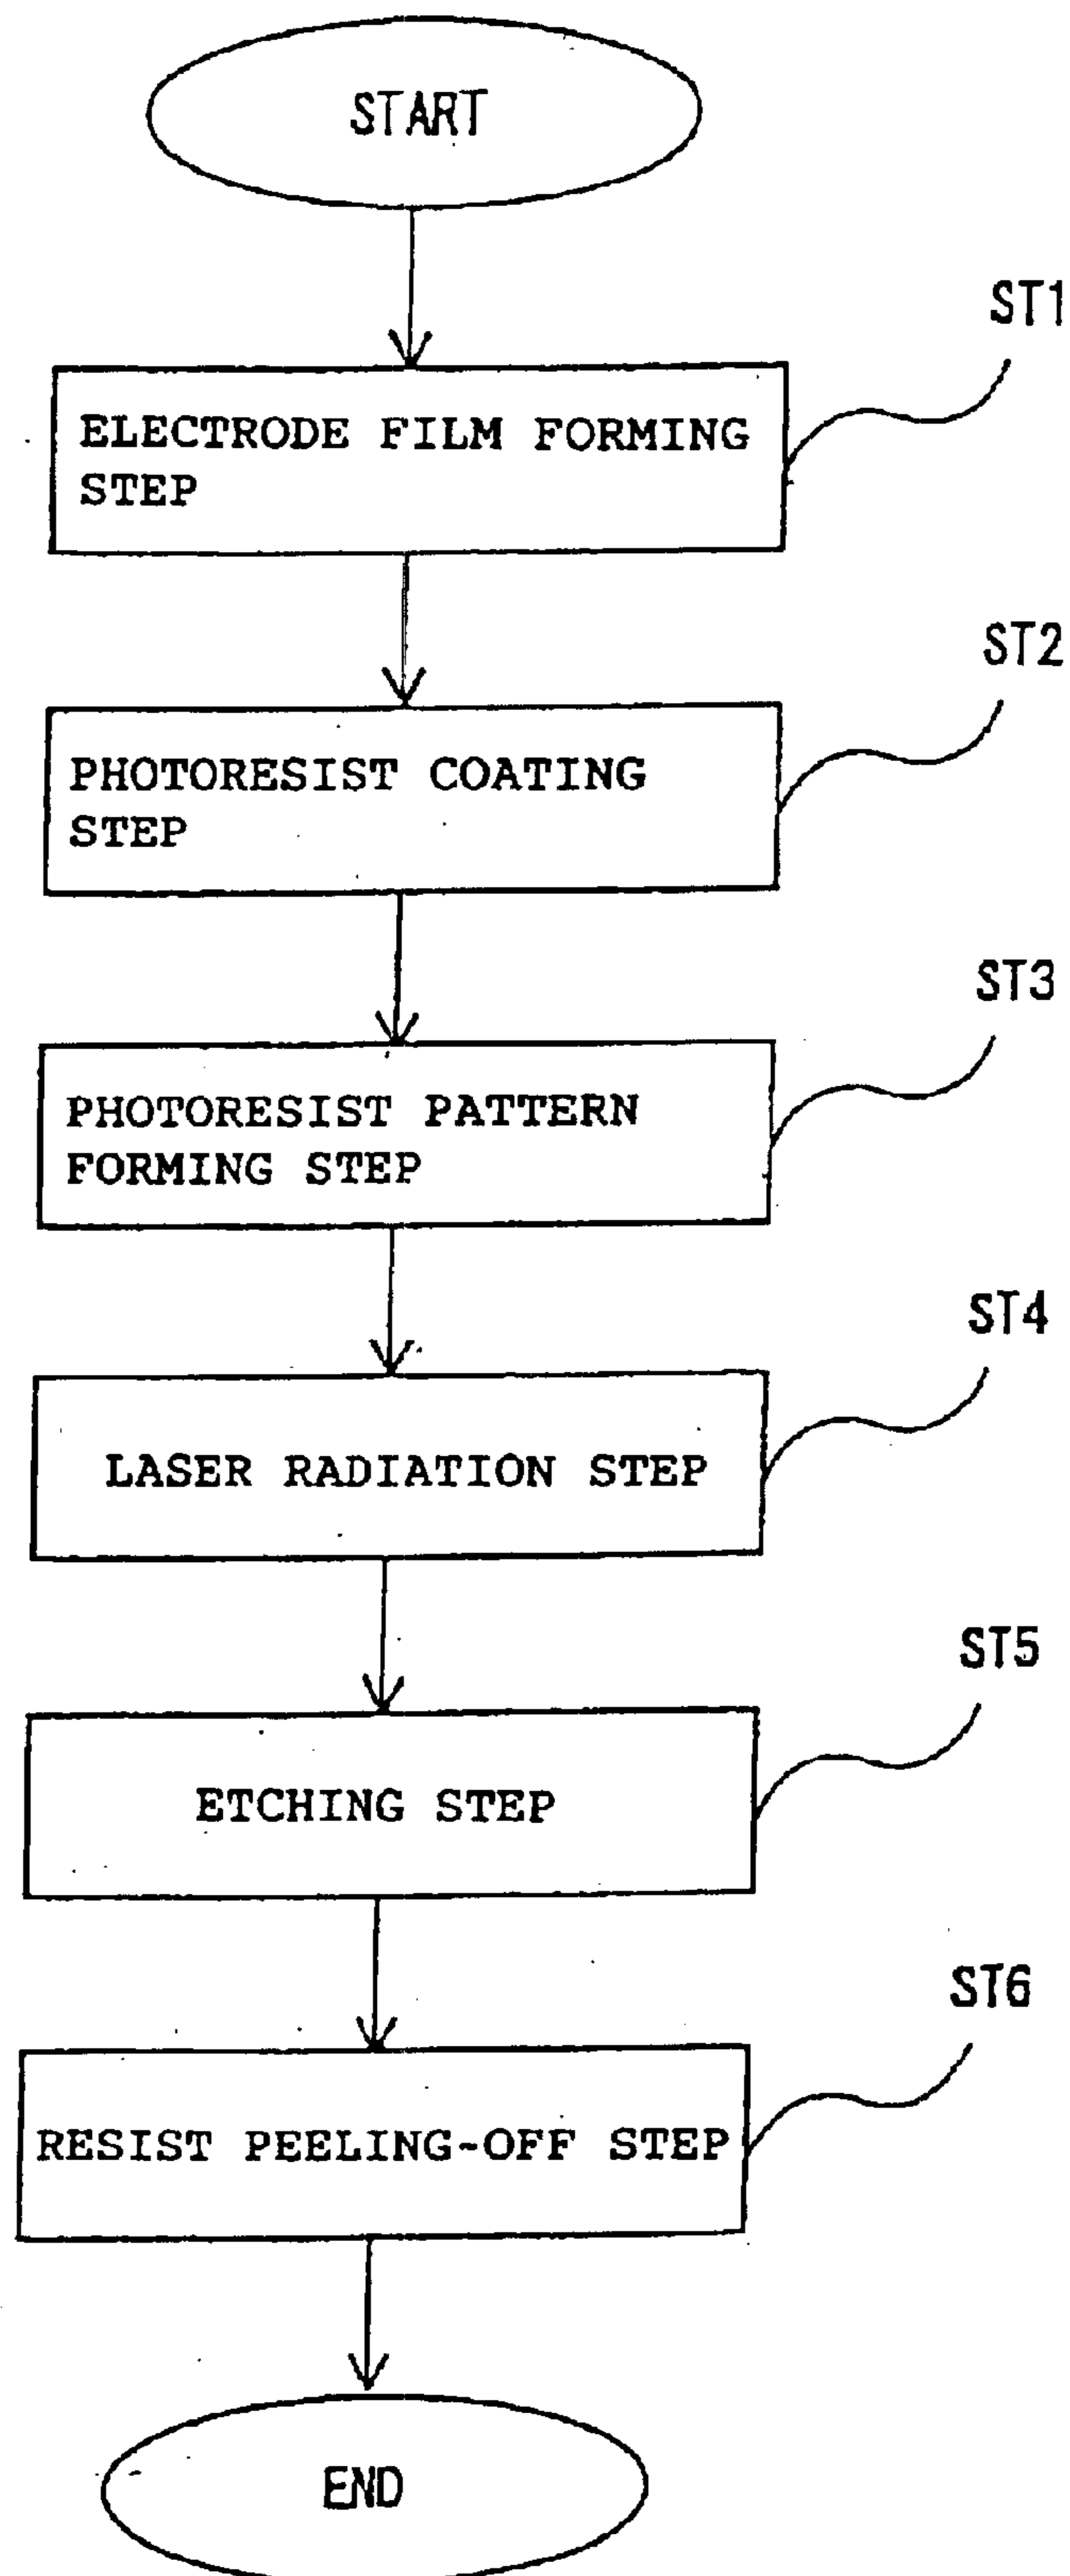 START
ST1
ELECTRODE FILM FORMING
STEP
ST2
PHOTORESIST COATING
STEP
ST3
PHOTORESIST PATTERN
FORMING STEP
ST4
LASER RADIATION STEP
ST5
ETCHING STEP
ST6
RESIST PEELING-OFF STEP
END